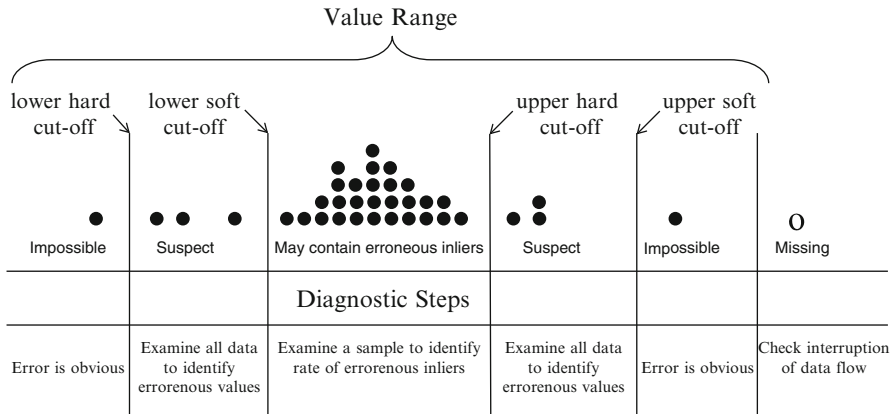 Value Range
lower hard
cut-off
lower soft
cut-off
upper hard
cut-off
upper soft
cut-off
Impossible
Suspect
May contain erroneous inliers
Suspect
Impossible
Missing
Diagnostic Steps
Error is obvious
Examine all data
to identify
errorenous values
Examine a sample to identify
rate of errorenous inliers
Examine all data
to identify
errorenous values
Error is obvious
Check interruption
of data flow